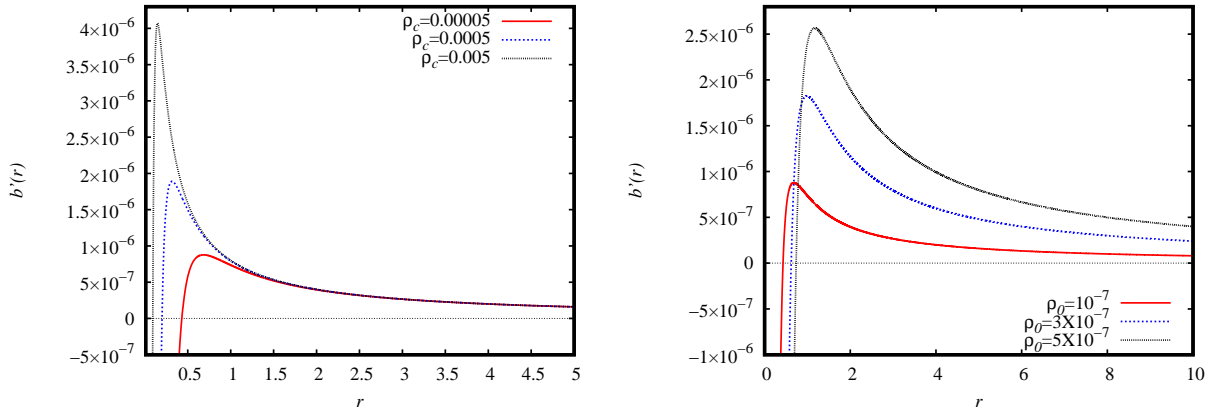 4×10⁻⁶
3.5×10⁻⁶
3×10⁻⁶
2.5×10⁻⁶
2×10⁻⁶
1.5×10⁻⁶
1×10⁻⁶
5×10⁻⁷
0
−5×10⁻⁷
b'(r)
ρc=0.00005
ρc=0.0005
ρc=0.005
0.5 1 1.5 2 2.5 3 3.5 4 4.5 5
r
2.5×10⁻⁶
2×10⁻⁶
1.5×10⁻⁶
1×10⁻⁶
5×10⁻⁷
0
−5×10⁻⁷
−1×10⁻⁶
b'(r)
ρ0=10⁻⁷
ρ0=3X10⁻⁷
ρ0=5X10⁻⁷
0 2 4 6 8 10
r